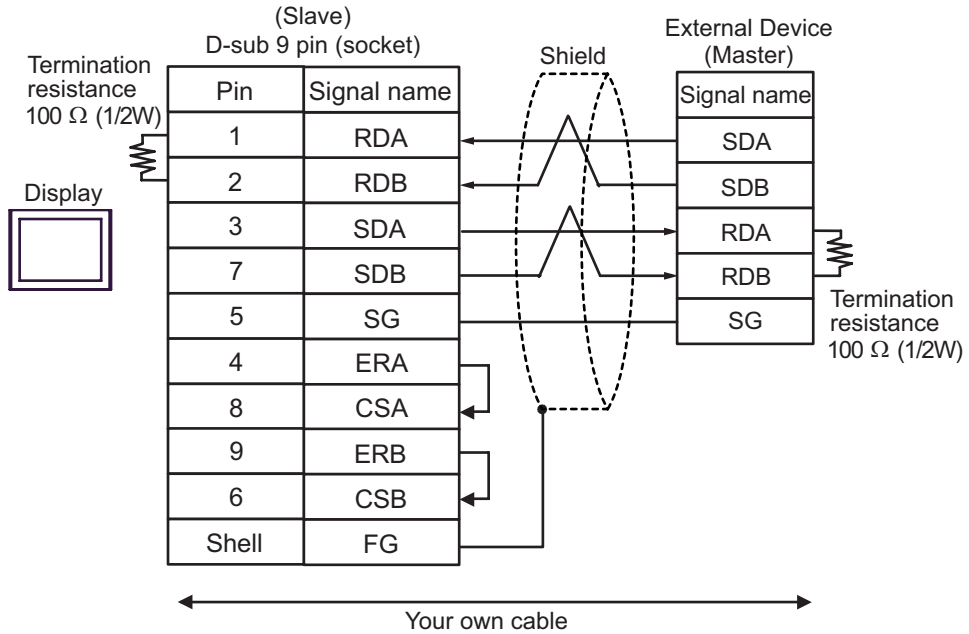 (Slave)
D-sub 9 pin (socket)
Termination
resistance
100 Ω (1/2W)
Display
Pin Signal name
1 RDA
2 RDB
3 SDA
7 SDB
5 SG
4 ERA
8 CSA
9 ERB
6 CSB
Shell FG
Shield
External Device
(Master)
Signal name
SDA
SDB
RDA
RDB
SG
Termination
resistance
100 Ω (1/2W)
Your own cable